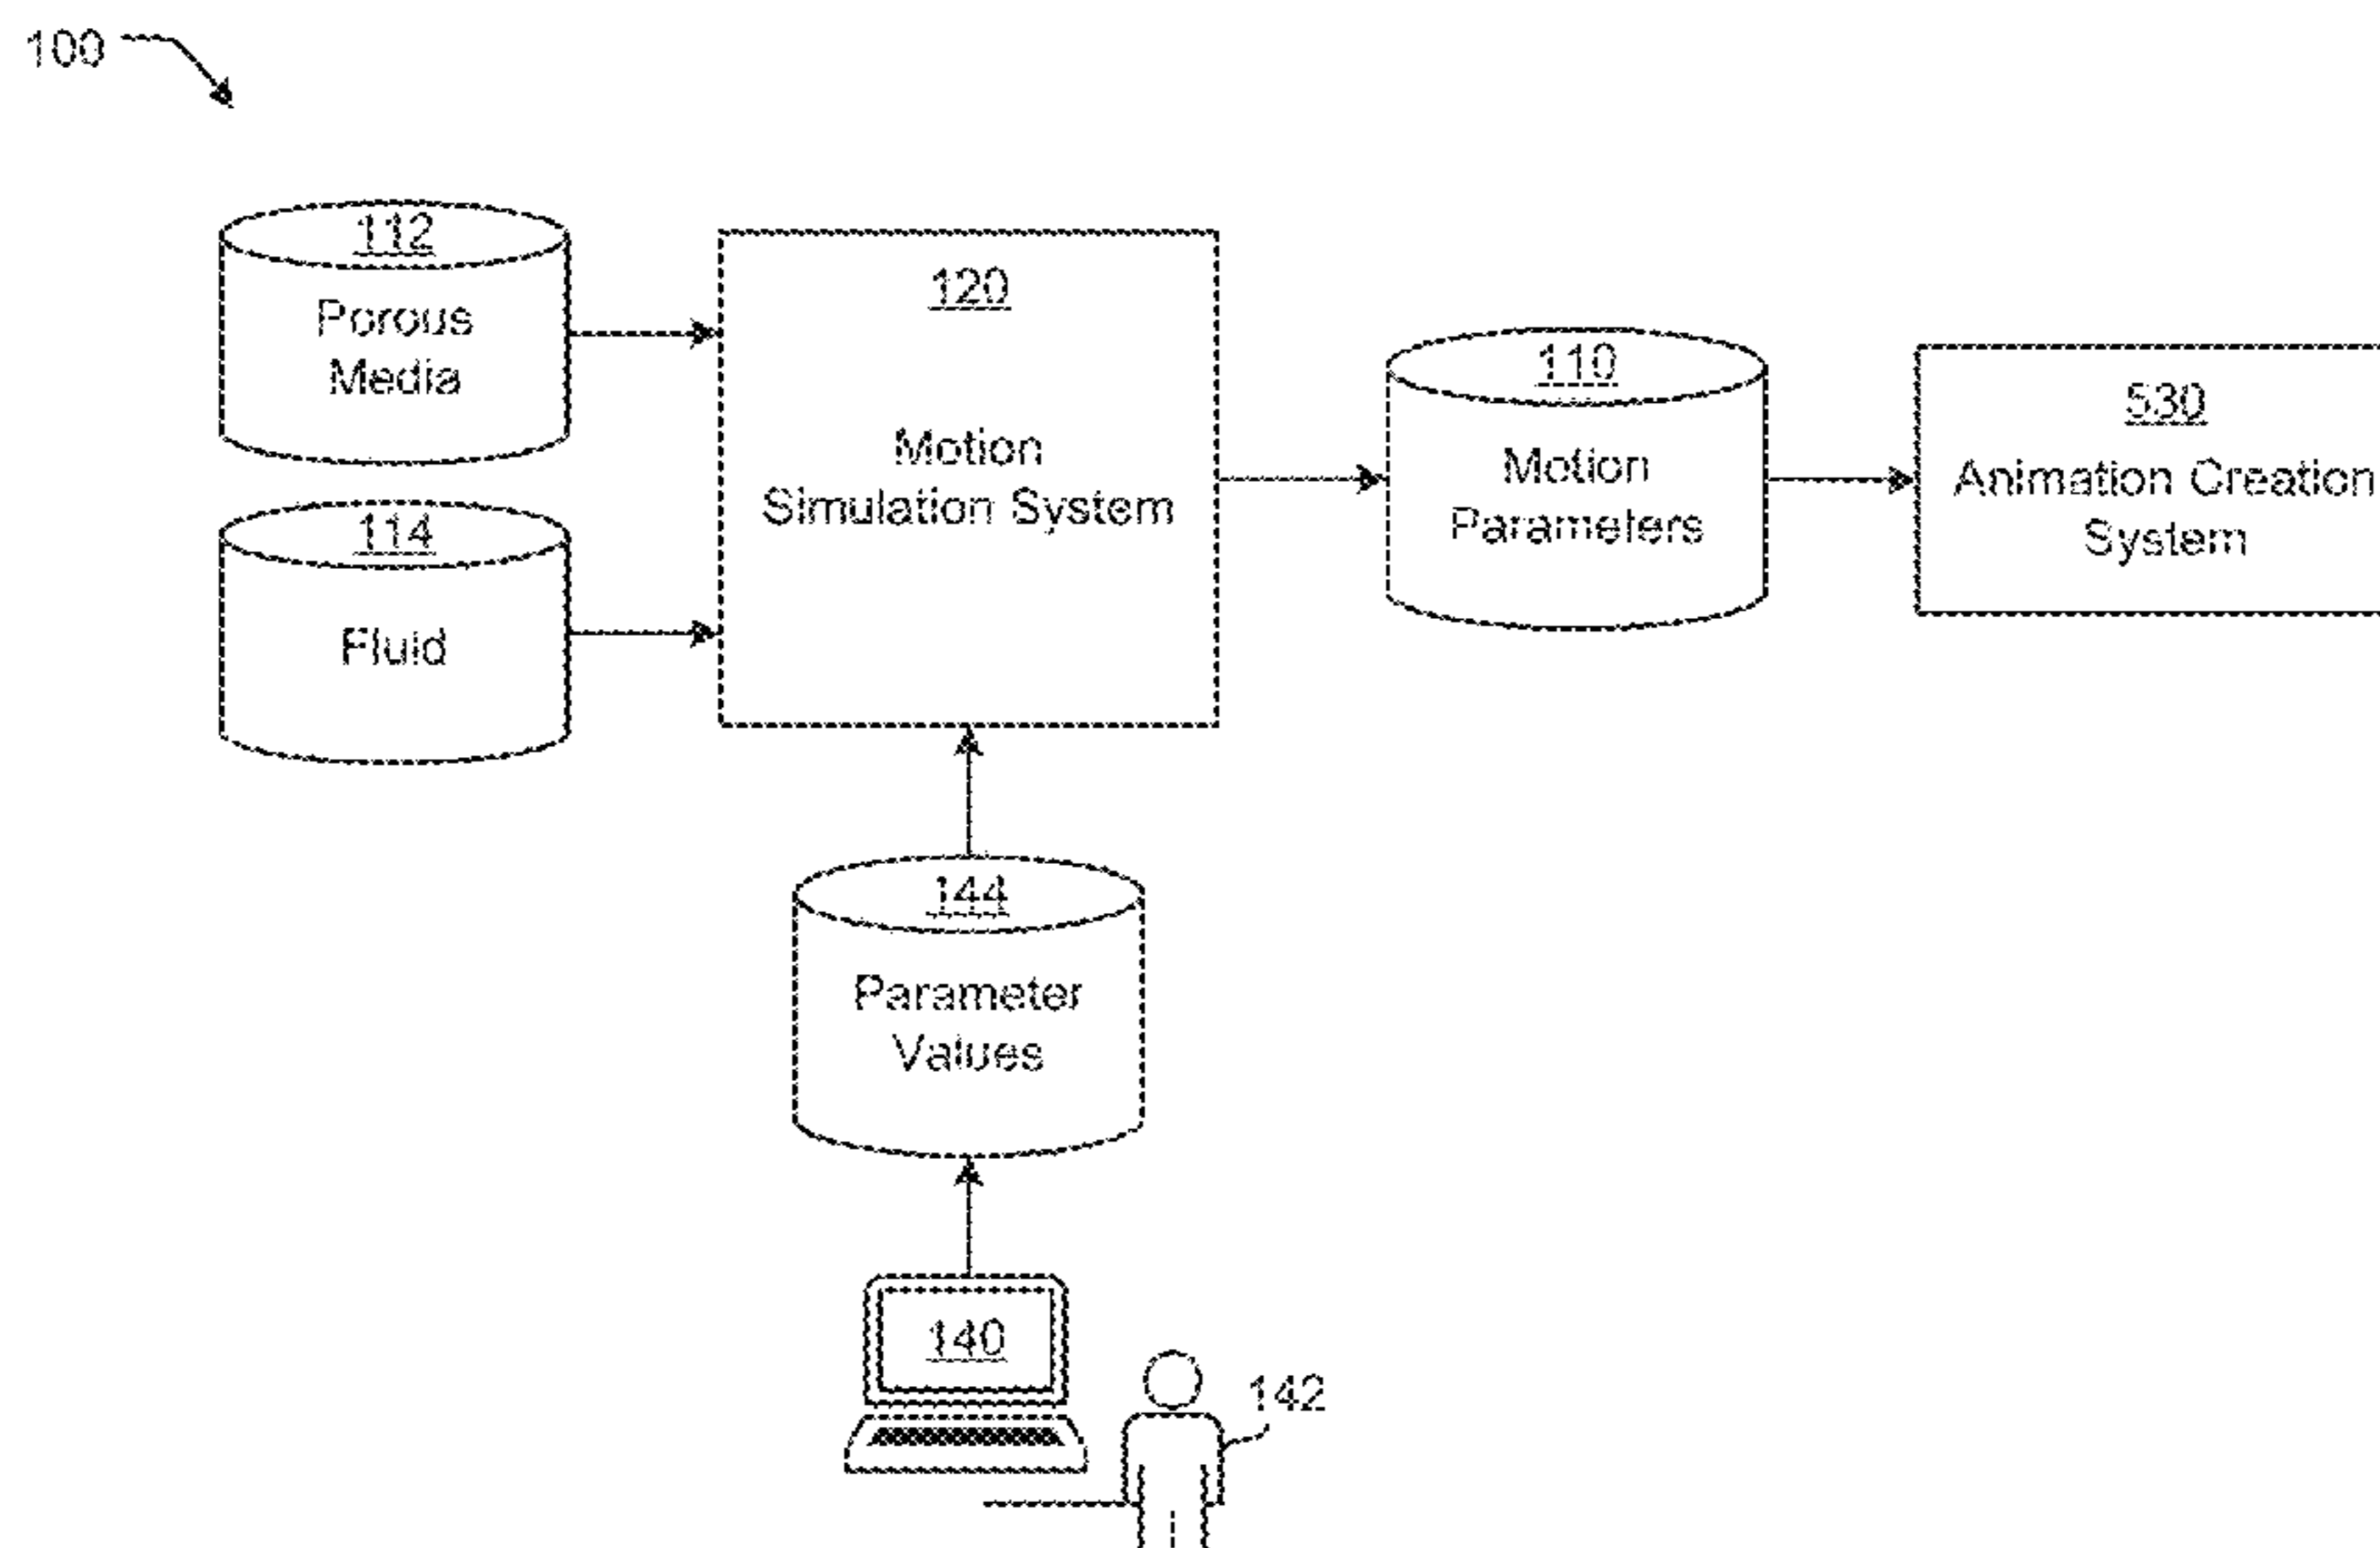 100
112
Porous
Media
114
Fluid
120
Motion
Simulation System
110
Motion
Parameters
530
Animation Creation
System
144
Parameter
Values
140
142